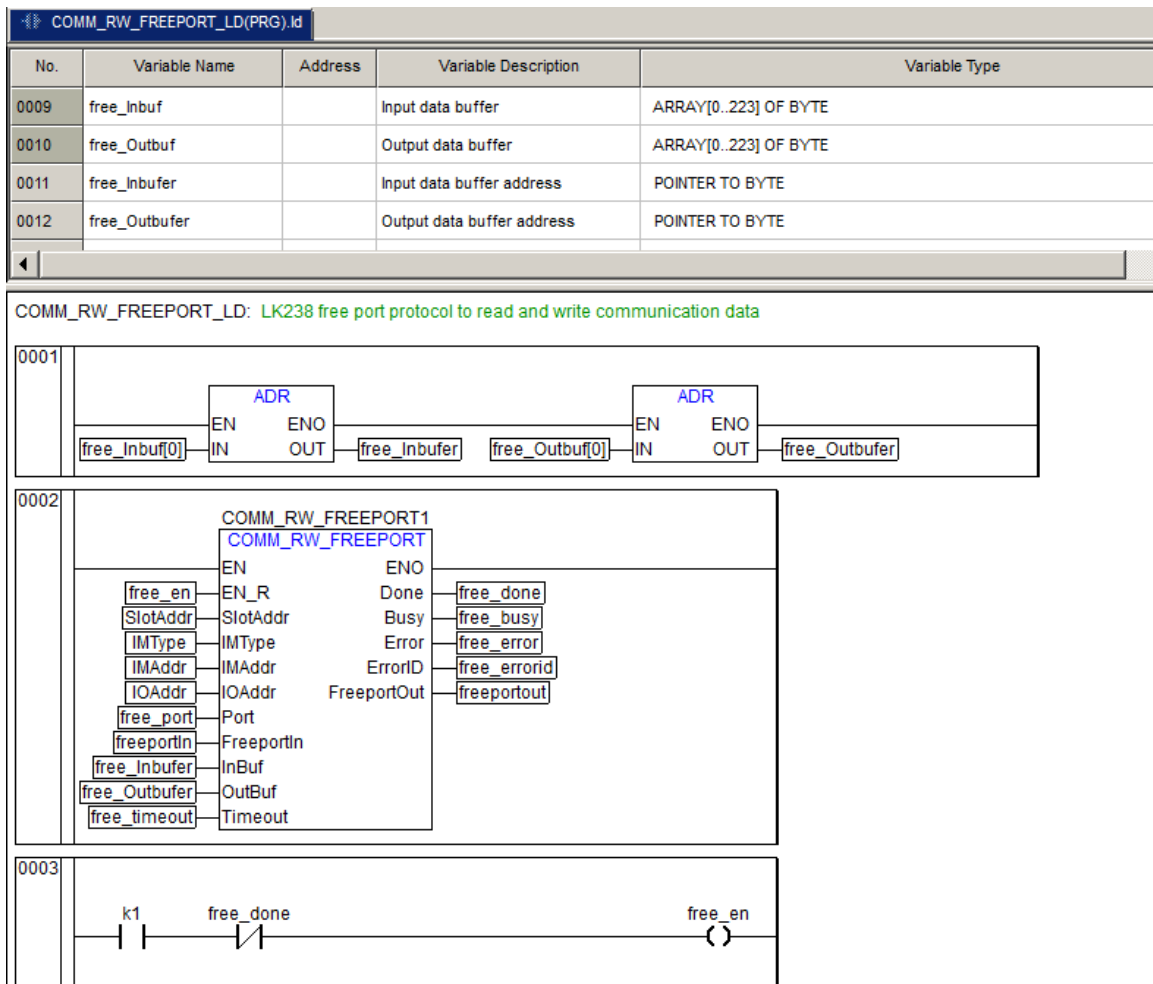 COMM_RW_FREEPORT_LD(PRG).ld
No. Variable Name Address Variable Description Variable Type
0009 free_Inbuf Input data buffer ARRAY[0..223] OF BYTE
0010 free_Outbuf Output data buffer ARRAY[0..223] OF BYTE
0011 free_Inbufer Input data buffer address POINTER TO BYTE
0012 free_Outbufer Output data buffer address POINTER TO BYTE
COMM_RW_FREEPORT_LD: LK238 free port protocol to read and write communication data
0001
ADR ADR
EN ENO EN ENO
free_Inbuf[0] IN OUT free_Inbufer free_Outbuf[0] IN OUT free_Outbufer
0002
COMM_RW_FREEPORT1
COMM_RW_FREEPORT
EN ENO
free_en EN_R Done free_done
SlotAddr SlotAddr Busy free_busy
IMType IMType Error free_error
IMAddr IMAddr ErrorID free_errorid
IOAddr IOAddr FreeportOut freeportout
free_port Port
freeportIn FreeportIn
free_Inbufer InBuf
free_Outbufer OutBuf
free_timeout Timeout
0003
k1 free_done free_en